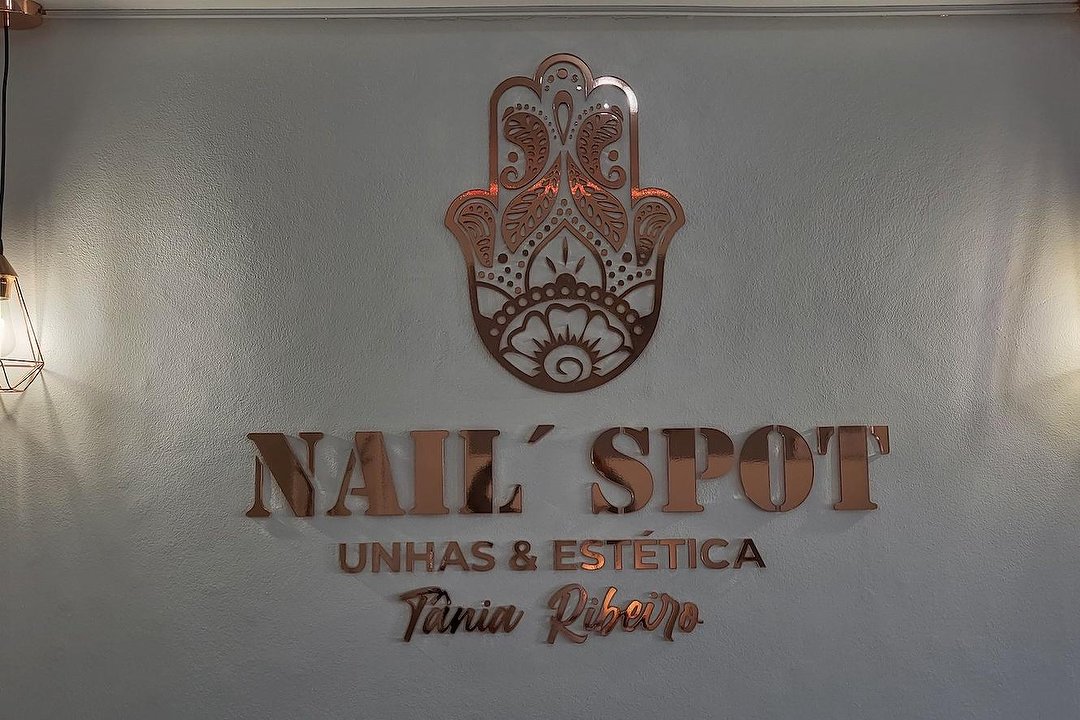 NAIL´ SPOT
UNHAS & ESTÉTICA
Tânia Ribeiro